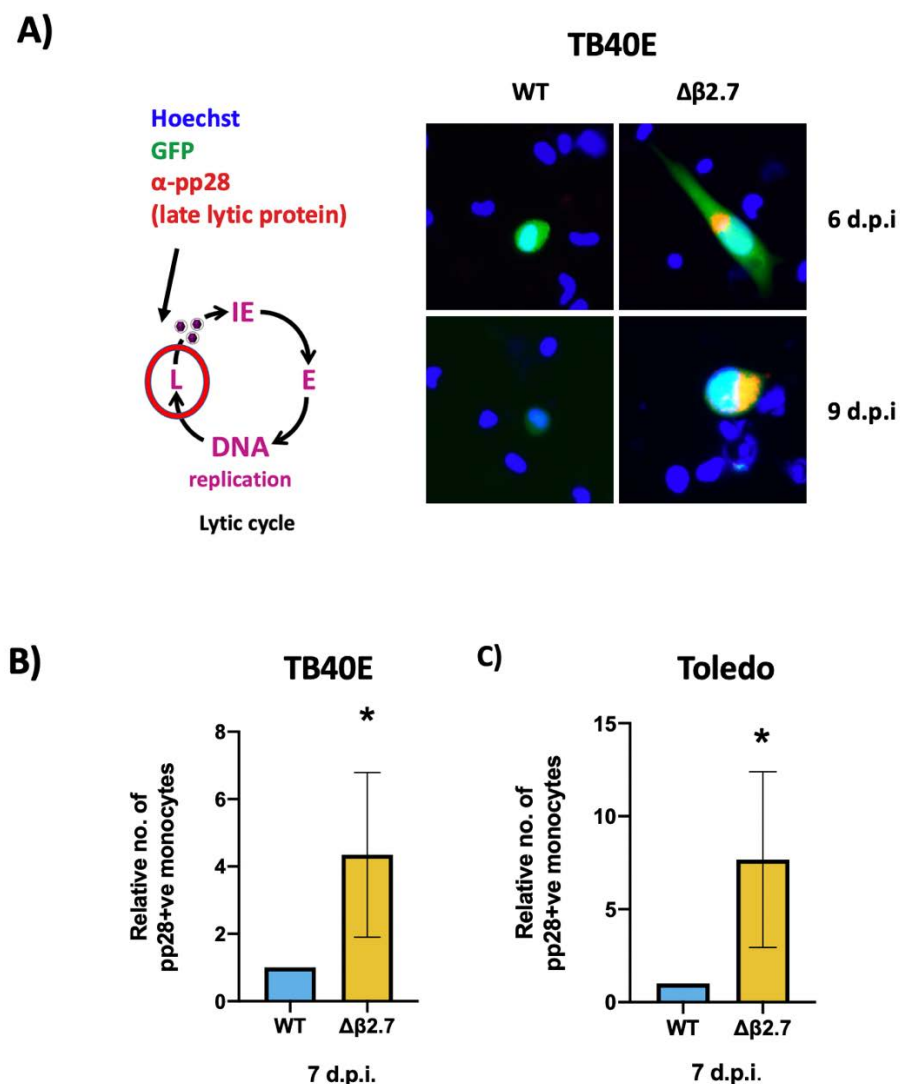 A)
TB40E
WT
Δβ2.7
Hoechst
GFP
α-pp28
(late lytic protein)
6 d.p.i
IE
L
E
9 d.p.i
DNA
replication
Lytic cycle
B)
TB40E
Relative no. of
pp28+ve monocytes
8
6
4
2
0
*
WT
Δβ2.7
7 d.p.i.
C)
Toledo
Relative no. of
pp28+ve monocytes
15
10
5
0
*
WT
Δβ2.7
7 d.p.i.